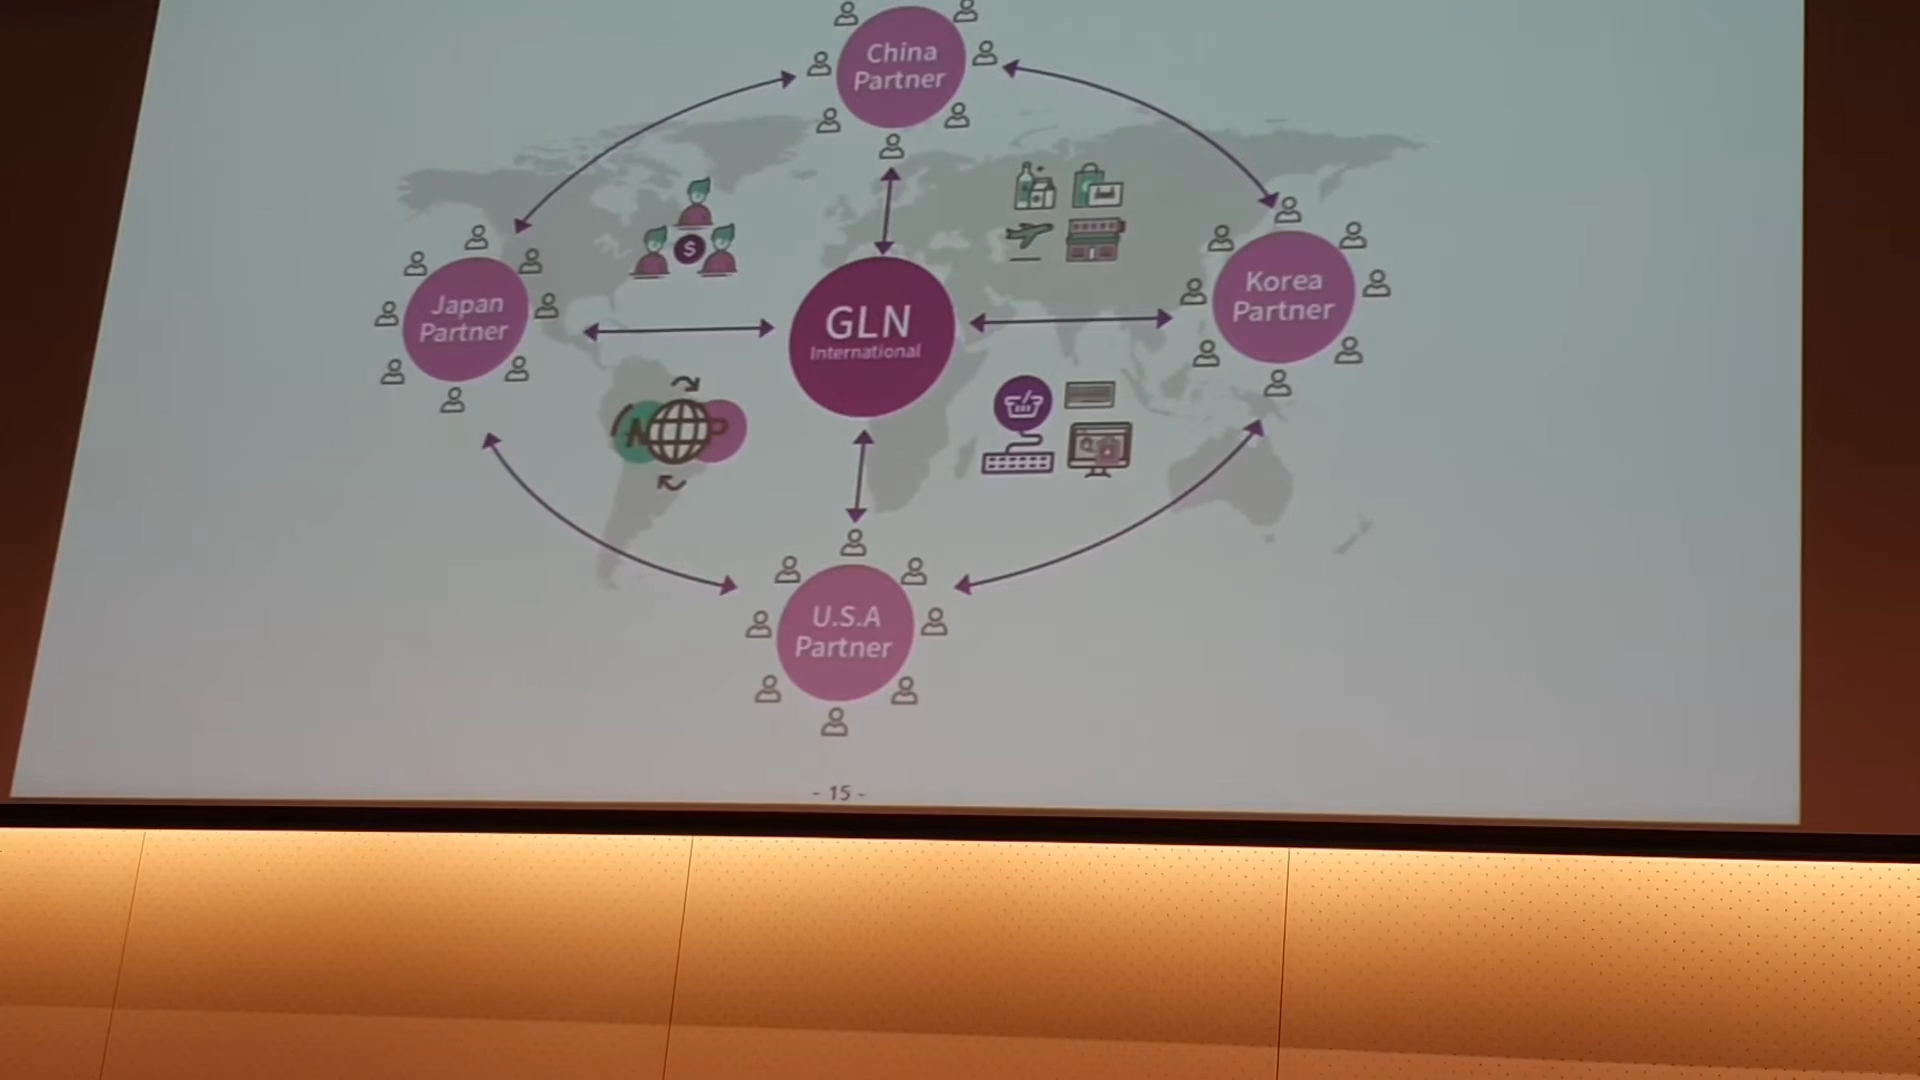 China
Partner
Japan
Partner
GLN
International
Korea
Partner
$
U.S.A
Partner
- 15 -